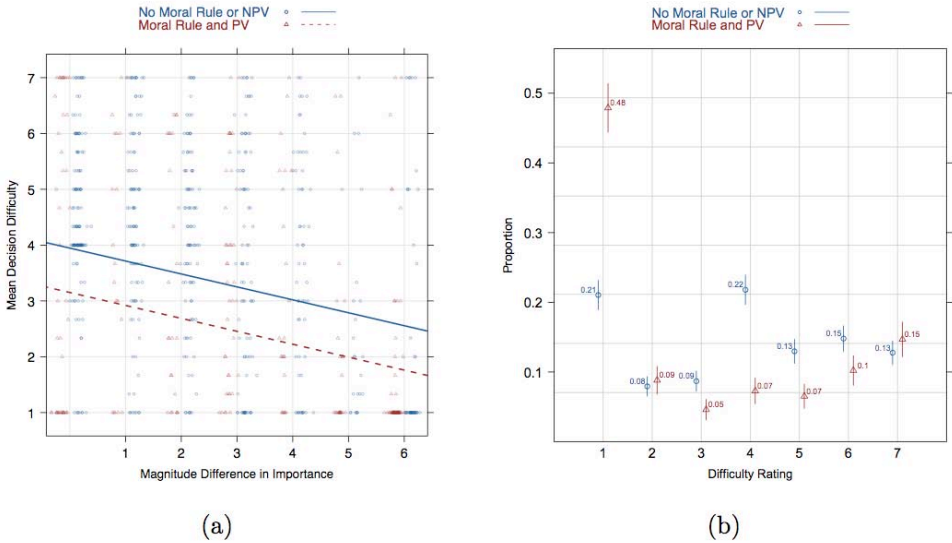 No Moral Rule or NPV
Moral Rule and PV
7
6
5
4
3
2
1
Mean Decision Difficulty
1 2 3 4 5 6
Magnitude Difference in Importance
(a)
No Moral Rule or NPV
Moral Rule and PV
0.5
0.4
0.3
0.2
0.1
Proportion
0.48
0.21
0.22
0.08
0.09
0.09
0.05
0.07
0.13
0.07
0.15
0.1
0.13
0.15
1 2 3 4 5 6 7
Difficulty Rating
(b)